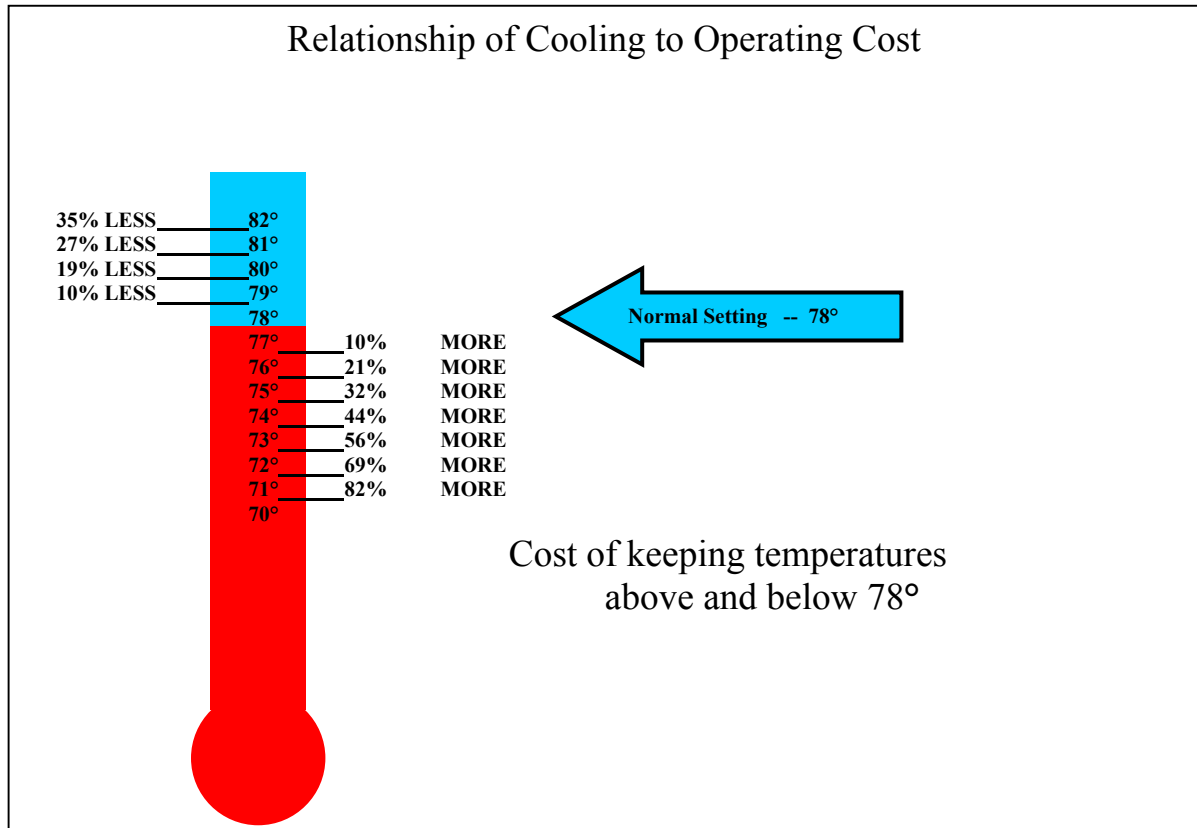 Relationship of Cooling to Operating Cost
35% LESS 82°
27% LESS 81°
19% LESS 80°
10% LESS 79°
78°
Normal Setting -- 78°
77° 10% MORE
76° 21% MORE
75° 32% MORE
74° 44% MORE
73° 56% MORE
72° 69% MORE
71° 82% MORE
70°
Cost of keeping temperatures
above and below 78°